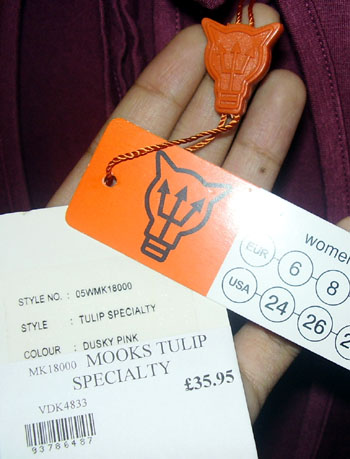 women
EUR 6 8
USA 24 26 2
STYLE NO. : 05WMK18000
STYLE : TULIP SPECIALTY
COLOUR : DUSKY PINK
MK18000 MOOKS TULIP
SPECIALTY
£35.95
VDK4833
93786487